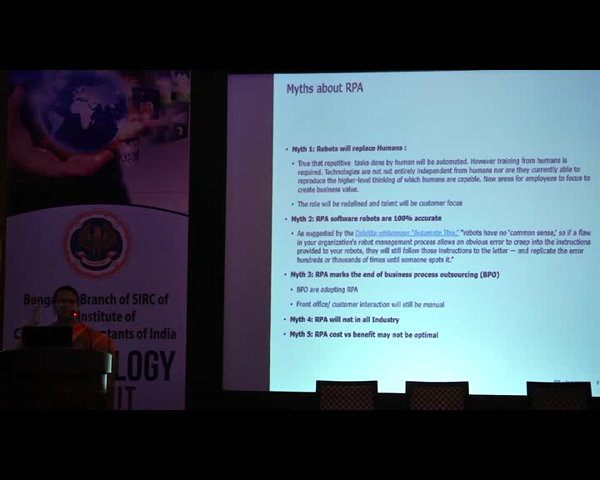 Myths about RPA
• Myth 1: Robots will replace Humans :
• True that repetitive tasks done by human will be automated. However training from humans is
required. Technologies are not not entirely independent from humans nor are they currently able to
reproduce the higher-level thinking of which humans are capable. New areas for employees to focus to
create business value.
• The role will be redefined and talent will be customer focus
• Myth 2: RPA software robots are 100% accurate
• As suggested by the Deloitte whitepaper "Automate This," "robots have no 'common sense,' so if a flaw
in your organization's robot management process allows an obvious error to creep into the instructions
provided to your robots, they will still follow those instructions to the letter — and replicate the error
hundreds or thousands of times until someone spots it."
• Myth 3: RPA marks the end of business process outsourcing (BPO)
• BPO are adopting RPA
• Front office/ customer interaction will still be manual
• Myth 4: RPA will not in all Industry
• Myth 5: RPA cost vs benefit may not be optimal
Branch of SIRC of
Institute of
of India